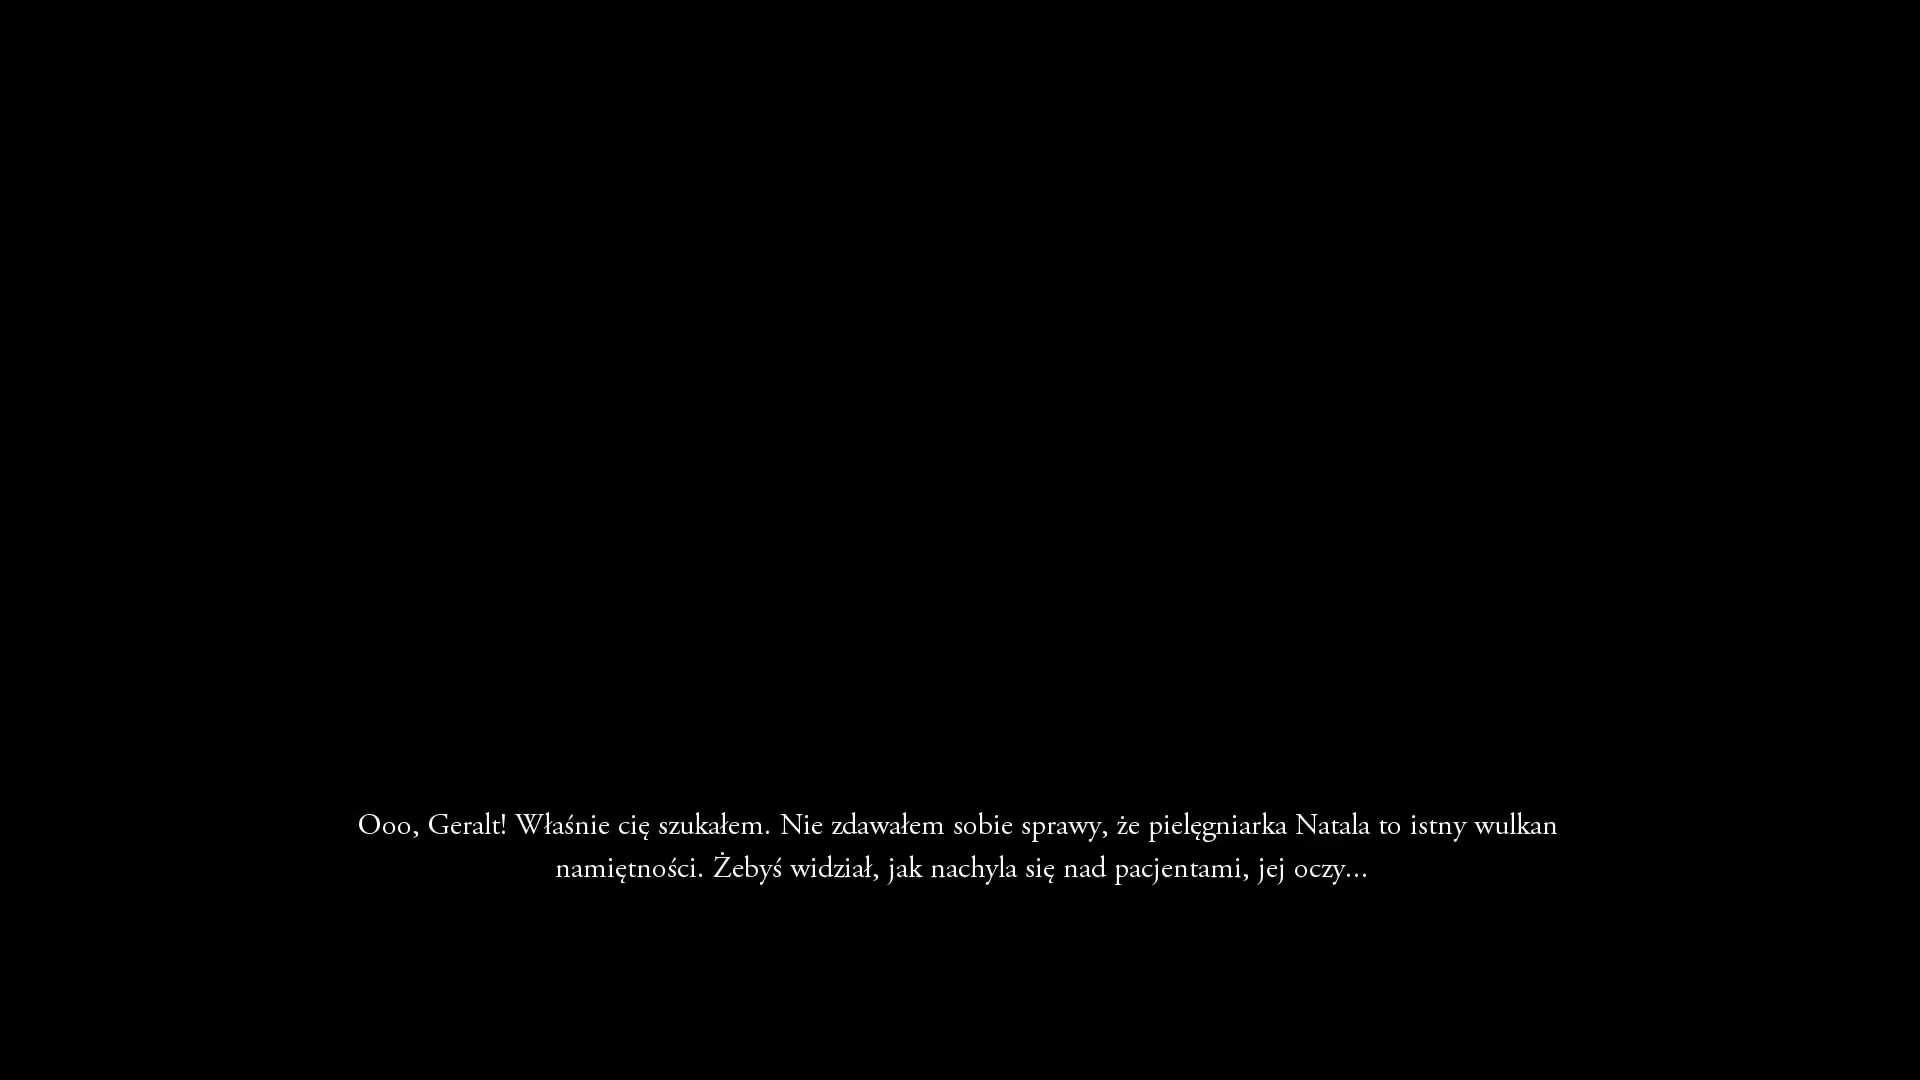 Ooo, Geralt! Właśnie cię szukałem. Nie zdawałem sobie sprawy, że pielęgniarka Natala to istny wulkan
namiętności. Żebyś widział, jak nachyla się nad pacjentami, jej oczy...